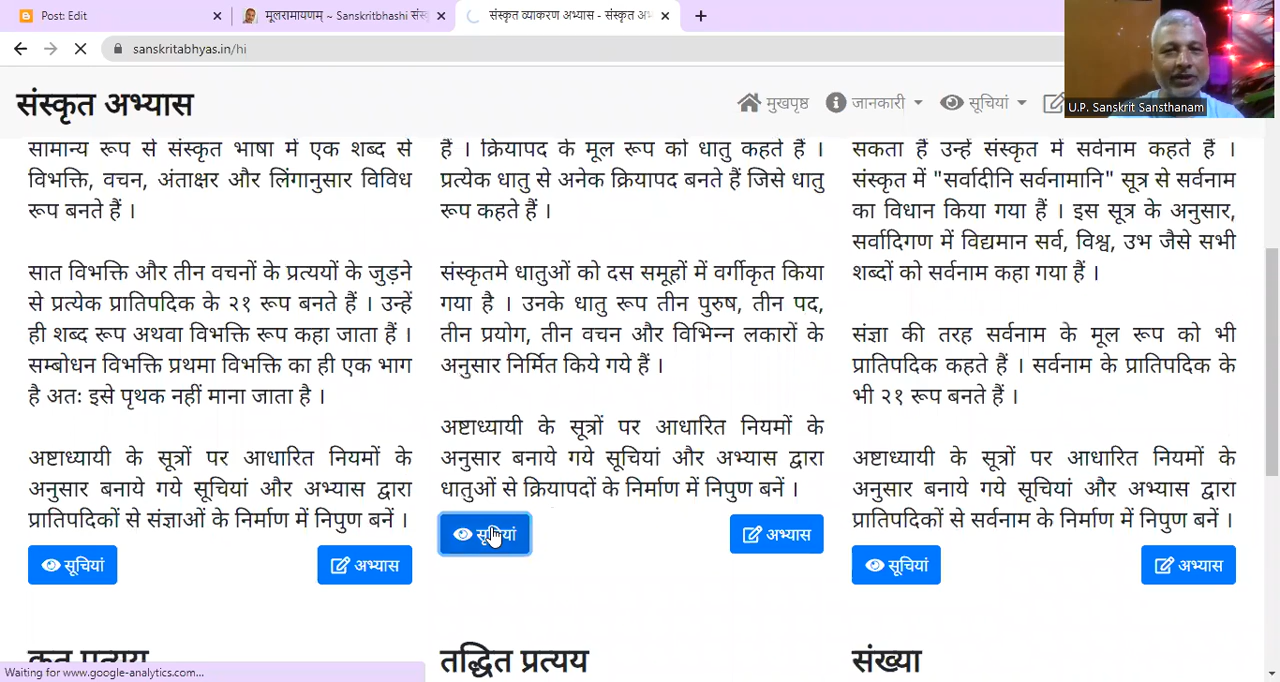 Post: Edit
मूलरामायणम् ~ Sanskritbhashi संस्
संस्कृत व्याकरण अभ्यास - संस्कृत अभ
sanskritabhyas.in/hi
U.P. Sanskrit Sansthanam
संस्कृत अभ्यास
मुखपृष्ठ
जानकारी
सूचियां
सामान्य रूप से संस्कृत भाषा में एक शब्द से
विभक्ति, वचन, अंताक्षर और लिंगानुसार विविध
रूप बनते हैं ।
सात विभक्ति और तीन वचनों के प्रत्ययों के जुड़ने
से प्रत्येक प्रातिपदिक के २१ रूप बनते हैं । उन्हें
ही शब्द रूप अथवा विभक्ति रूप कहा जाता हैं ।
सम्बोधन विभक्ति प्रथमा विभक्ति का ही एक भाग
है अतः इसे पृथक नहीं माना जाता है ।
अष्टाध्यायी के सूत्रों पर आधारित नियमों के
अनुसार बनाये गये सूचियां और अभ्यास द्वारा
प्रातिपदिकों से संज्ञाओं के निर्माण में निपुण बनें ।
सूचियां
अभ्यास
हैं । क्रियापद के मूल रूप को धातु कहते हैं ।
प्रत्येक धातु से अनेक क्रियापद बनते हैं जिसे धातु
रूप कहते हैं ।
संस्कृतमे धातुओं को दस समूहों में वर्गीकृत किया
गया है । उनके धातु रूप तीन पुरुष, तीन पद,
तीन प्रयोग, तीन वचन और विभिन्न लकारों के
अनुसार निर्मित किये गये हैं ।
अष्टाध्यायी के सूत्रों पर आधारित नियमों के
अनुसार बनाये गये सूचियां और अभ्यास द्वारा
धातुओं से क्रियापदों के निर्माण में निपुण बनें ।
सूचियां
अभ्यास
सकता हैं उन्हें संस्कृत में सर्वनाम कहते हैं ।
संस्कृत में "सर्वादीनि सर्वनामानि" सूत्र से सर्वनाम
का विधान किया गया हैं । इस सूत्र के अनुसार,
सर्वादिगण में विद्यमान सर्व, विश्व, उभ जैसे सभी
शब्दों को सर्वनाम कहा गया हैं ।
संज्ञा की तरह सर्वनाम के मूल रूप को भी
प्रातिपदिक कहते हैं । सर्वनाम के प्रातिपदिक के
भी २१ रूप बनते हैं ।
अष्टाध्यायी के सूत्रों पर आधारित नियमों के
अनुसार बनाये गये सूचियां और अभ्यास द्वारा
प्रातिपदिकों से सर्वनाम के निर्माण में निपुण बनें ।
सूचियां
अभ्यास
कृत् प्रत्यय
तद्धित प्रत्यय
संख्या
Waiting for www.google-analytics.com...